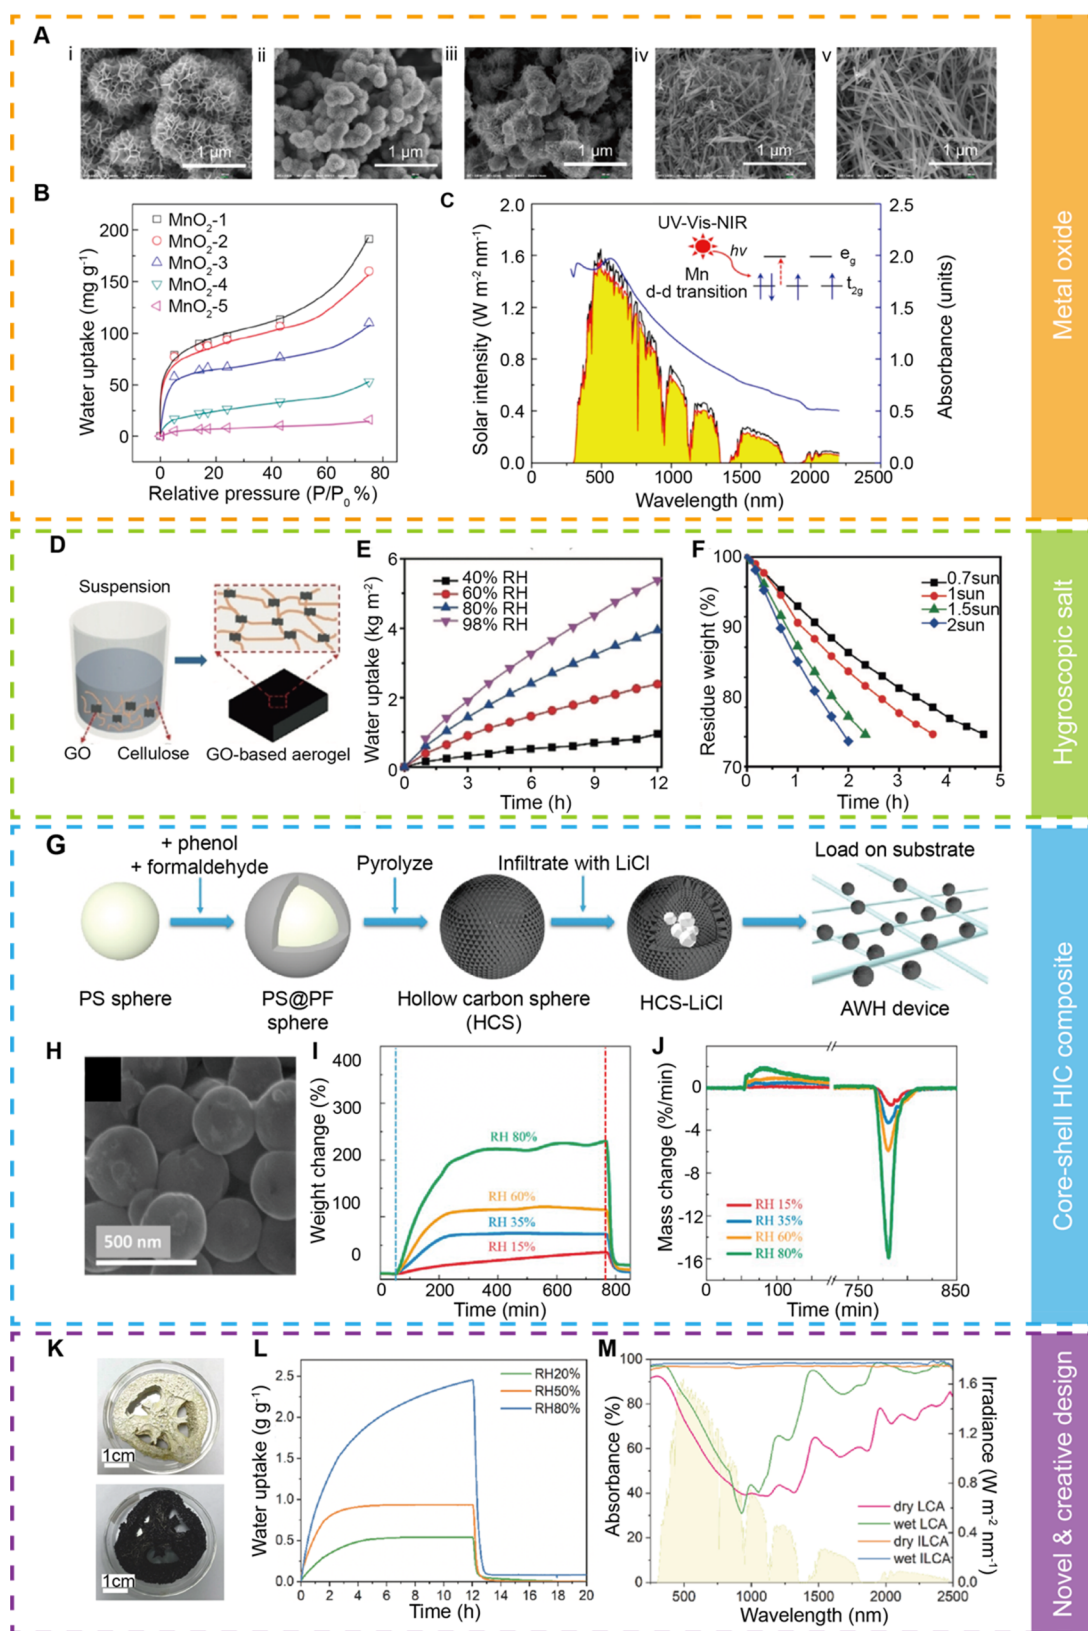 A
i
ii
iii
iv
v
1 μm
1 μm
1 μm
1 μm
1 μm
B
MnO2-1
MnO2-2
MnO2-3
MnO2-4
MnO2-5
Water uptake (mg g-1)
200
150
100
50
0
0 20 40 60 80
Relative pressure (P/P0 %)
C
Solar intensity (W m-2 nm-1)
2.0
1.6
1.2
0.8
0.4
0.0
UV-Vis-NIR
hν
Mn
d-d transition
eg
t2g
2.5
2.0
1.5
1.0
0.5
0.0
Absorbance (units)
0 500 1000 1500 2000 2500
Wavelength (nm)
Metal oxide
D
Suspension
GO
Cellulose
GO-based aerogel
E
Water uptake (kg m-2)
6
4
2
0
40% RH
60% RH
80% RH
98% RH
0 3 6 9 12
Time (h)
F
Residue weight (%)
100
90
80
70
0.7sun
1sun
1.5sun
2sun
0 1 2 3 4 5
Time (h)
Hygroscopic salt
G
+ phenol
+ formaldehyde
Pyrolyze
Infiltrate with LiCl
Load on substrate
PS sphere
PS@PF
sphere
Hollow carbon sphere
(HCS)
HCS-LiCl
AWH device
H
500 nm
I
Weight change (%)
400
300
200
100
0
RH 80%
RH 60%
RH 35%
RH 15%
0 200 400 600 800
Time (min)
J
Mass change (%/min)
0
-4
-8
-12
-16
RH 15%
RH 35%
RH 60%
RH 80%
0 100 750 850
Time (min)
Core-shell HIC composite
K
1cm
1cm
L
Water uptake (g g-1)
2.5
2.0
1.5
1.0
0.5
0.0
RH20%
RH50%
RH80%
0 2 4 6 8 10 12 14 16 18 20
Time (h)
M
Absorbance (%)
100
80
60
40
20
0
dry LCA
wet LCA
dry ILCA
wet ILCA
1.6
1.2
0.8
0.4
0.0
Irradiance (W m-2 nm-1)
500 1000 1500 2000 2500
Wavelength (nm)
Novel & creative design